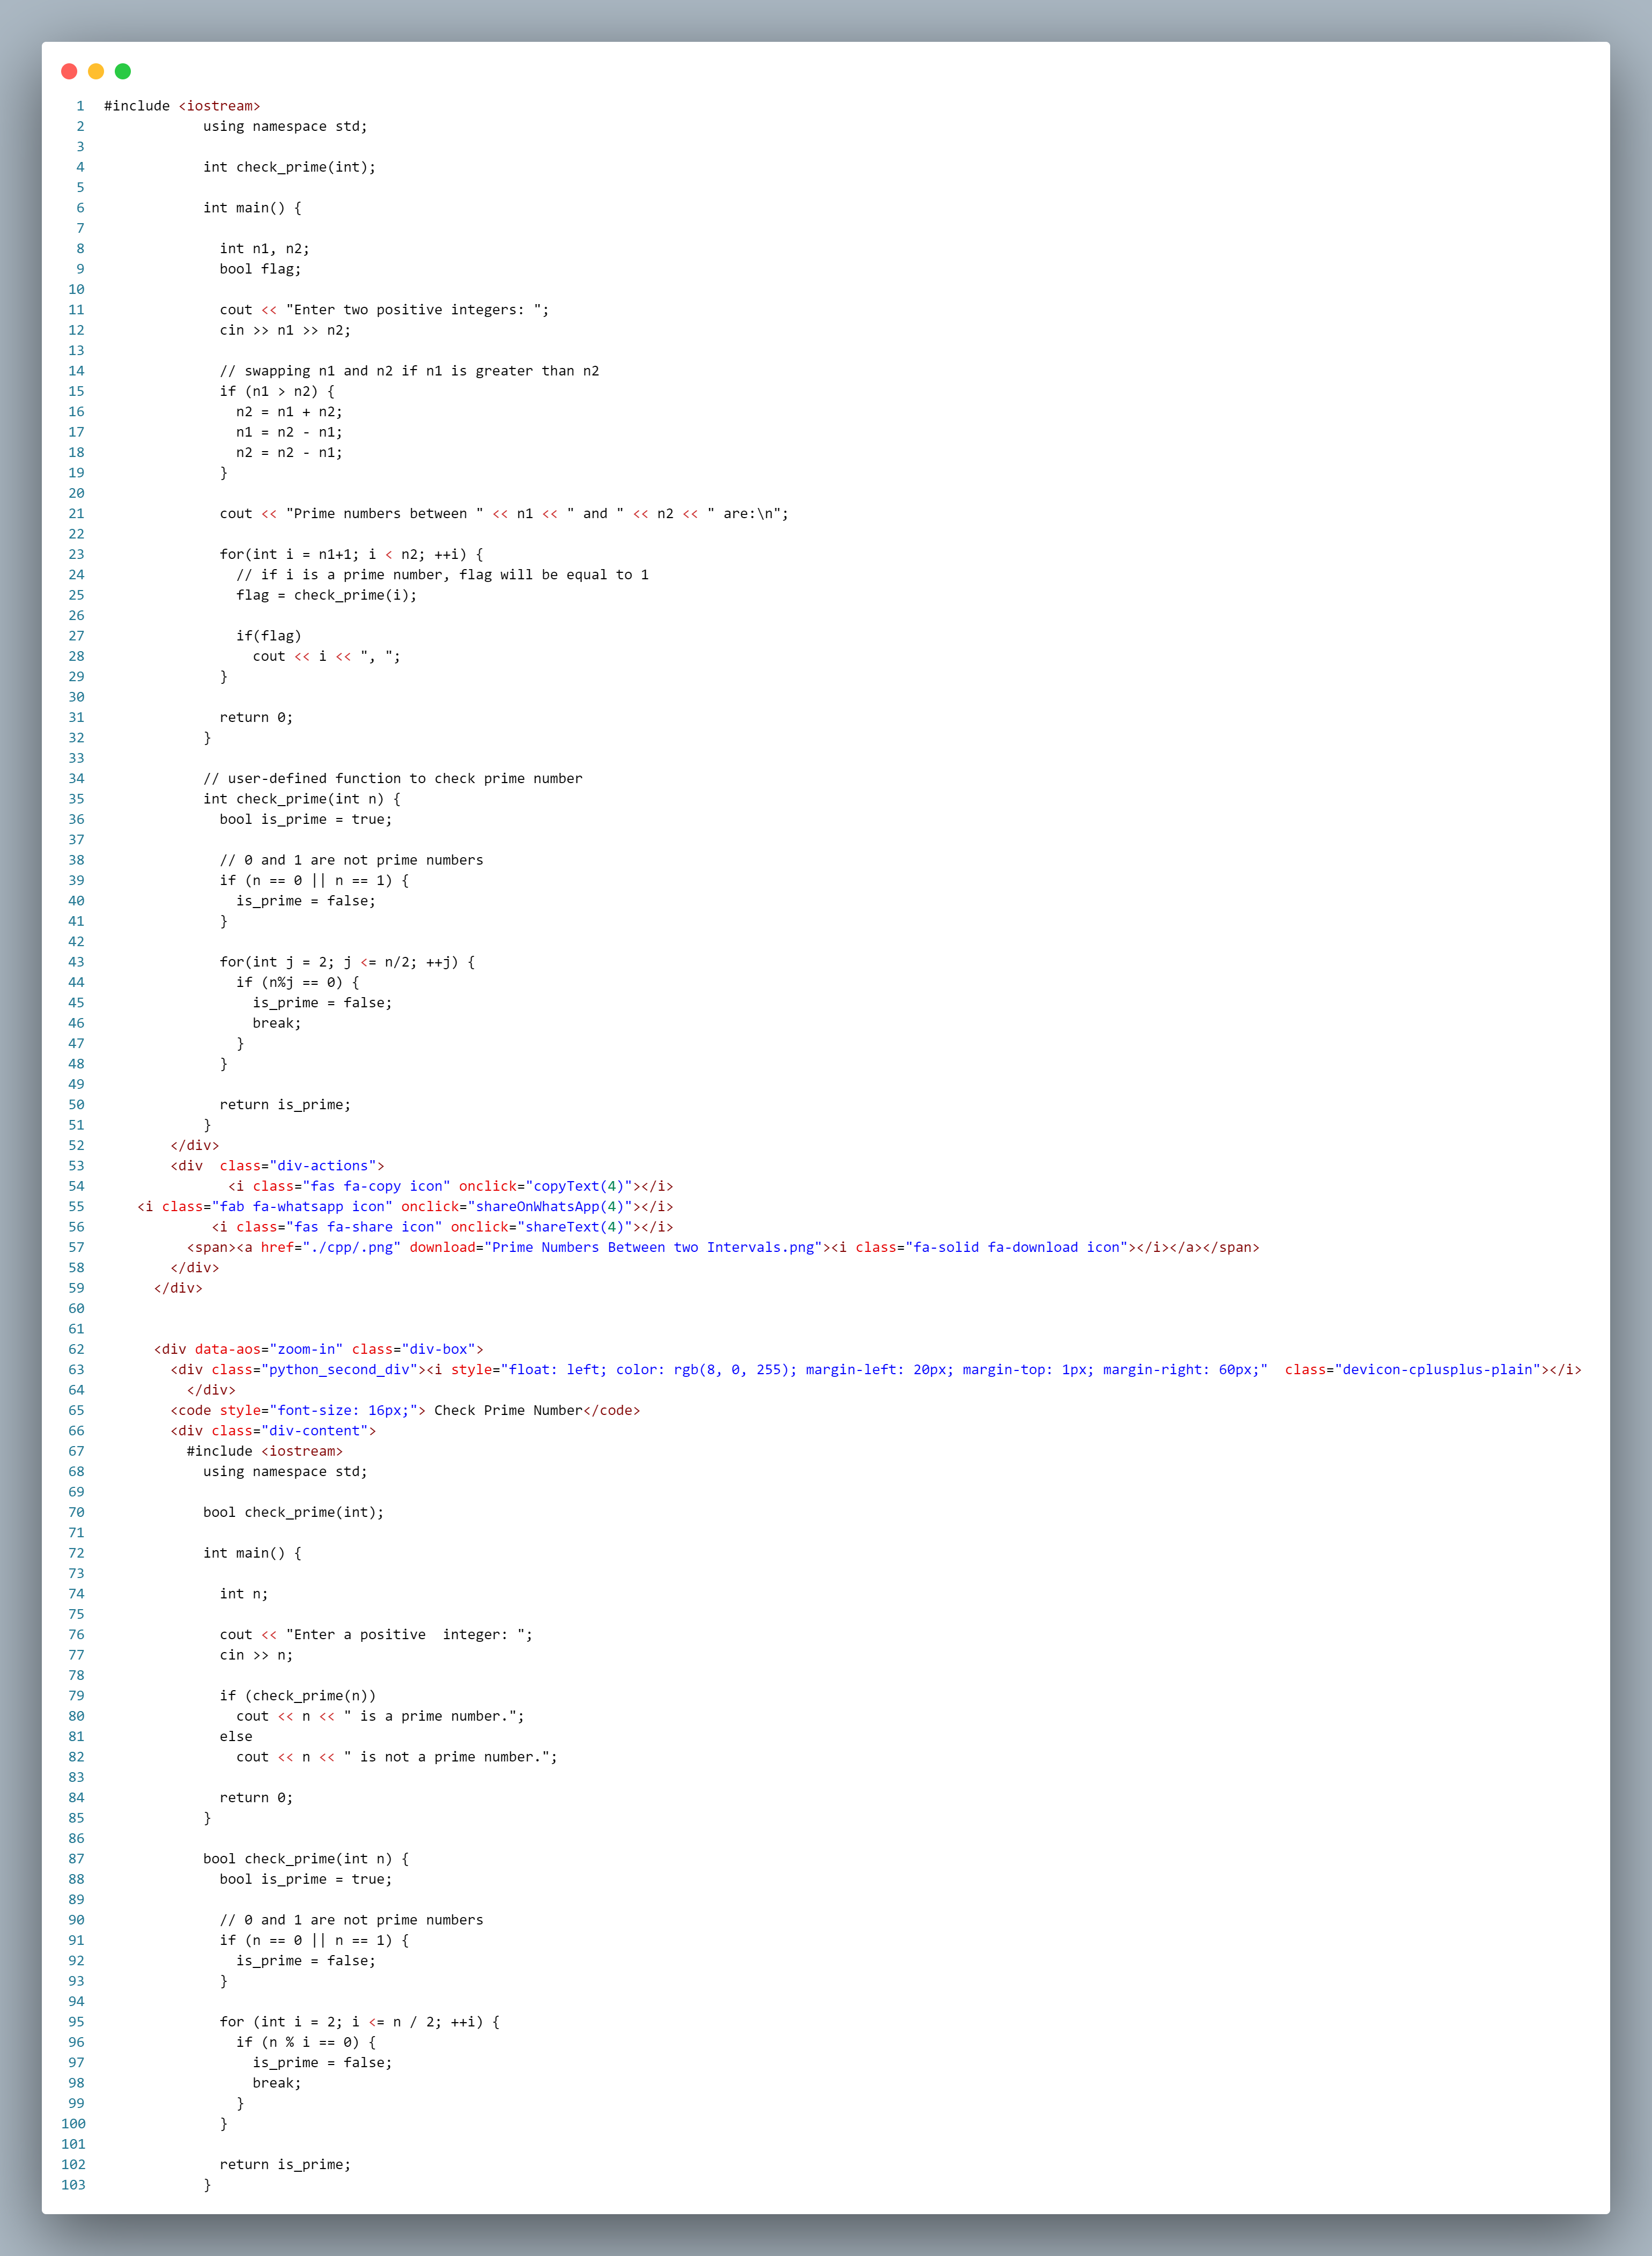 1 #include <iostream>
2 using namespace std;
3
4 int check_prime(int);
5
6 int main() {
7
8 int n1, n2;
9 bool flag;
10
11 cout << "Enter two positive integers: ";
12 cin >> n1 >> n2;
13
14 // swapping n1 and n2 if n1 is greater than n2
15 if (n1 > n2) {
16 n2 = n1 + n2;
17 n1 = n2 - n1;
18 n2 = n2 - n1;
19 }
20
21 cout << "Prime numbers between " << n1 << " and " << n2 << " are:\n";
22
23 for(int i = n1+1; i < n2; ++i) {
24 // if i is a prime number, flag will be equal to 1
25 flag = check_prime(i);
26
27 if(flag)
28 cout << i << ", ";
29 }
30
31 return 0;
32 }
33
34 // user-defined function to check prime number
35 int check_prime(int n) {
36 bool is_prime = true;
37
38 // 0 and 1 are not prime numbers
39 if (n == 0 || n == 1) {
40 is_prime = false;
41 }
42
43 for(int j = 2; j <= n/2; ++j) {
44 if (n%j == 0) {
45 is_prime = false;
46 break;
47 }
48 }
49
50 return is_prime;
51 }
52 </div>
53 <div  class="div-actions">
54 <i class="fas fa-copy icon" onclick="copyText(4)"></i>
55 <i class="fab fa-whatsapp icon" onclick="shareOnWhatsApp(4)"></i>
56 <i class="fas fa-share icon" onclick="shareText(4)"></i>
57 <span><a href="./cpp/.png" download="Prime Numbers Between two Intervals.png"><i class="fa-solid fa-download icon"></i></a></span>
58 </div>
59 </div>
60
61
62 <div data-aos="zoom-in" class="div-box">
63 <div class="python_second_div"><i style="float: left; color: rgb(8, 0, 255); margin-left: 20px; margin-top: 1px; margin-right: 60px;"  class="devicon-cplusplus-plain"></i>
64 </div>
65 <code style="font-size: 16px;"> Check Prime Number</code>
66 <div class="div-content">
67 #include <iostream>
68 using namespace std;
69
70 bool check_prime(int);
71
72 int main() {
73
74 int n;
75
76 cout << "Enter a positive  integer: ";
77 cin >> n;
78
79 if (check_prime(n))
80 cout << n << " is a prime number.";
81 else
82 cout << n << " is not a prime number.";
83
84 return 0;
85 }
86
87 bool check_prime(int n) {
88 bool is_prime = true;
89
90 // 0 and 1 are not prime numbers
91 if (n == 0 || n == 1) {
92 is_prime = false;
93 }
94
95 for (int i = 2; i <= n / 2; ++i) {
96 if (n % i == 0) {
97 is_prime = false;
98 break;
99 }
100 }
101
102 return is_prime;
103 }